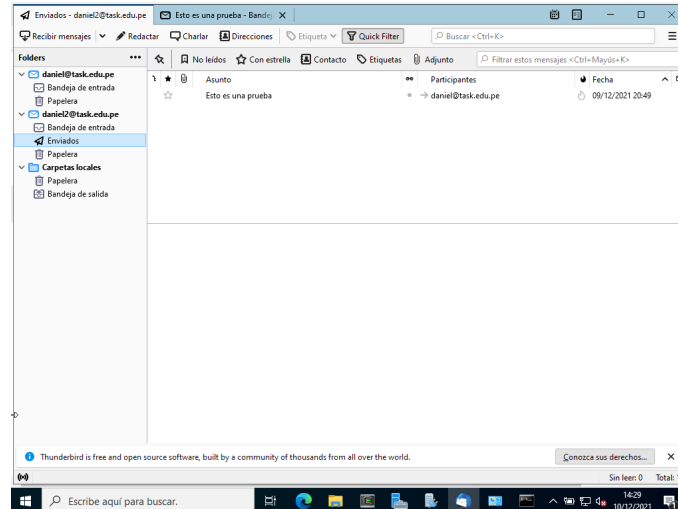 Enviados - daniel2@task.edu.pe Esto es una prueba - Bandej
Recibir mensajes Redactar Charlar Direcciones Etiqueta Quick Filter Buscar <Ctrl+K>
Folders No leídos Con estrella Contacto Etiquetas Adjunto Filtrar estos mensajes <Ctrl+Mayús+K>
daniel@task.edu.pe Asunto Participantes Fecha
Bandeja de entrada Esto es una prueba daniel@task.edu.pe 09/12/2021 20:49
Papelera
daniel2@task.edu.pe
Bandeja de entrada
Enviados
Papelera
Carpetas locales
Papelera
Bandeja de salida
Thunderbird is free and open source software, built by a community of thousands from all over the world. Conozca sus derechos...
Sin leer: 0 Total:
Escribe aquí para buscar. 14:29
10/12/2021